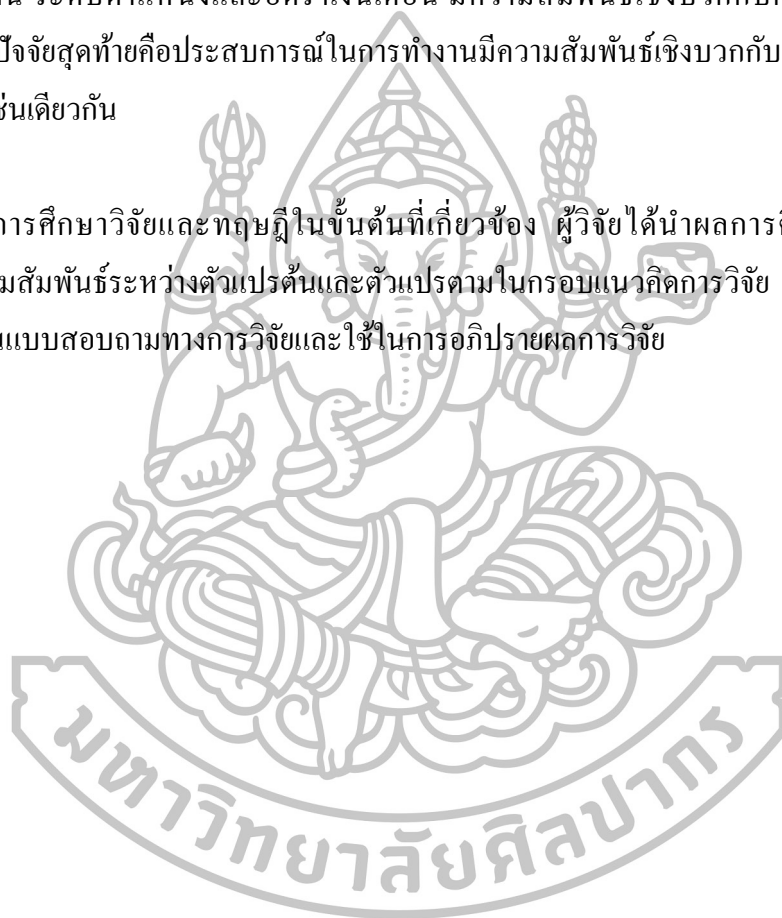 ระดับตำแหน่งและอัตราเงินเดือน มีความสัมพันธ์เชิงบวกกับ
ปัจจัยสุดท้ายคือประสบการณ์ในการทำงานมีความสัมพันธ์เชิงบวกกับ
ช่นเดียวกัน
การศึกษาวิจัยและทฤษฎีในขั้นต้นที่เกี่ยวข้อง ผู้วิจัยได้นำผลการ
มสัมพันธ์ระหว่างตัวแปรต้นและตัวแปรตามในกรอบแนวคิดการวิจัย
แบบสอบถามทางการวิจัยและใช้ในการอภิปรายผลการวิจัย
มหาวิทยาลัยศิลปากร